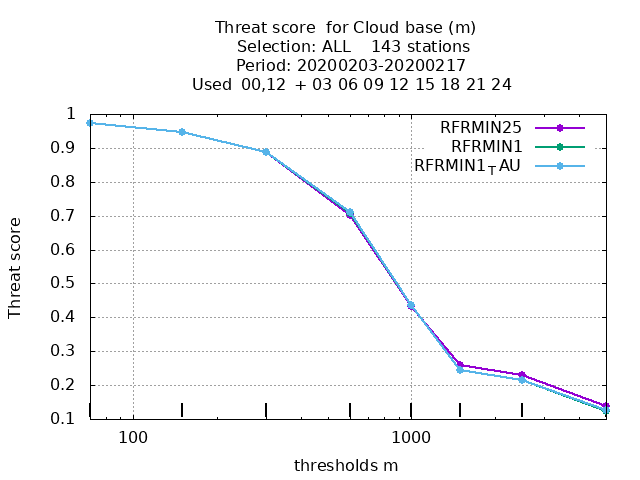 Threat score  for Cloud base (m)
Selection: ALL    143 stations
Period: 20200203-20200217
Used  00,12  + 03 06 09 12 15 18 21 24
RFRMIN25
RFRMIN1
RFRMIN1TAU
1
0.9
0.8
0.7
0.6
0.5
0.4
0.3
0.2
0.1
Threat score
100
1000
thresholds m